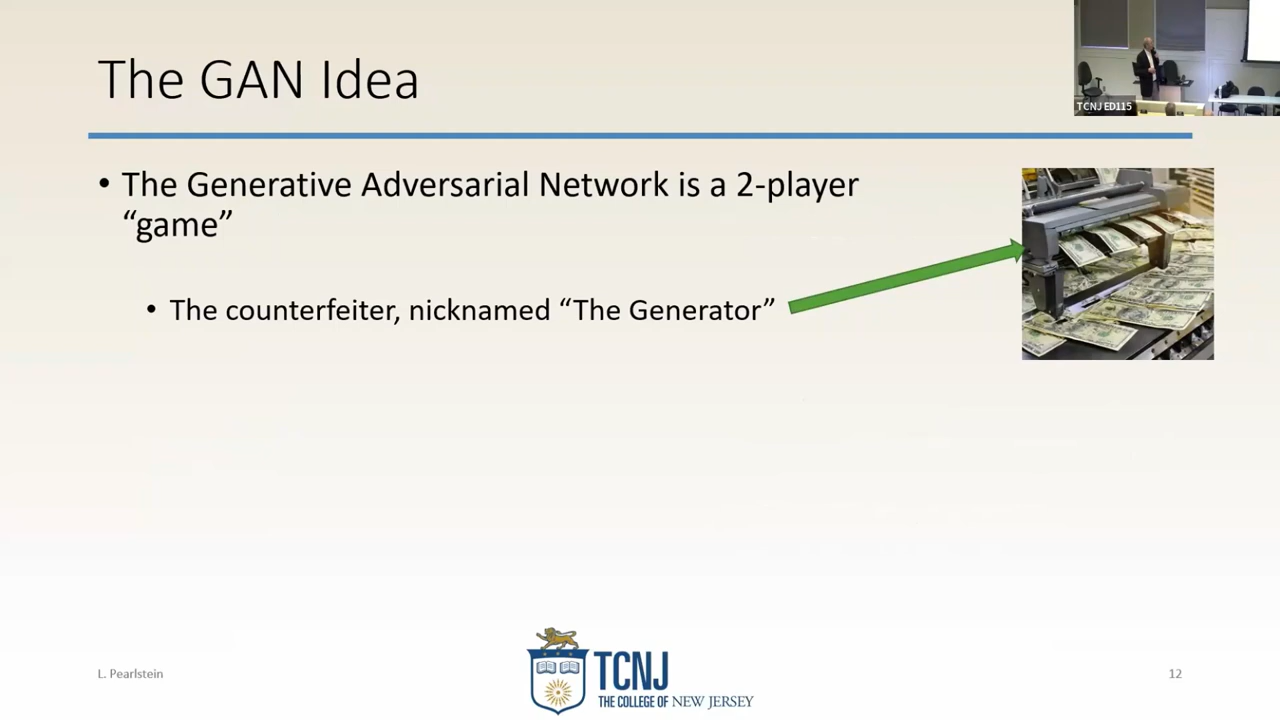 The GAN Idea
TCNJ ED115
• The Generative Adversarial Network is a 2-player
“game”
• The counterfeiter, nicknamed “The Generator”
L. Pearlstein
TCNJ
THE COLLEGE OF NEW JERSEY
12